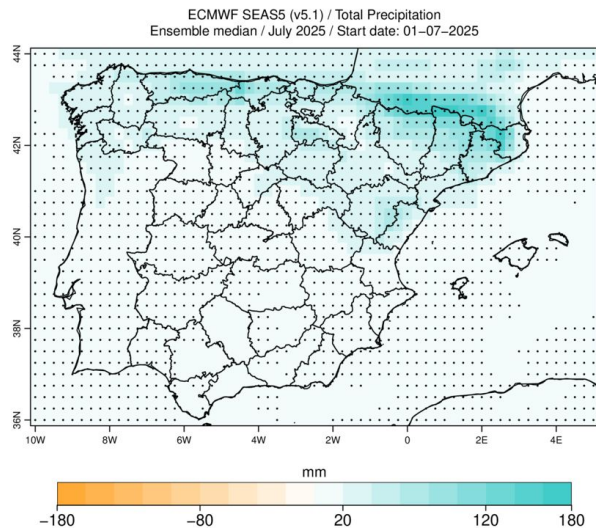 ECMWF SEAS5 (v5.1) / Total Precipitation
Ensemble median / July 2025 / Start date: 01−07−2025
44N
42N
40N
38N
36N
10W 8W 6W 4W 2W 0 2E 4E
mm
−180 −80 20 120 180